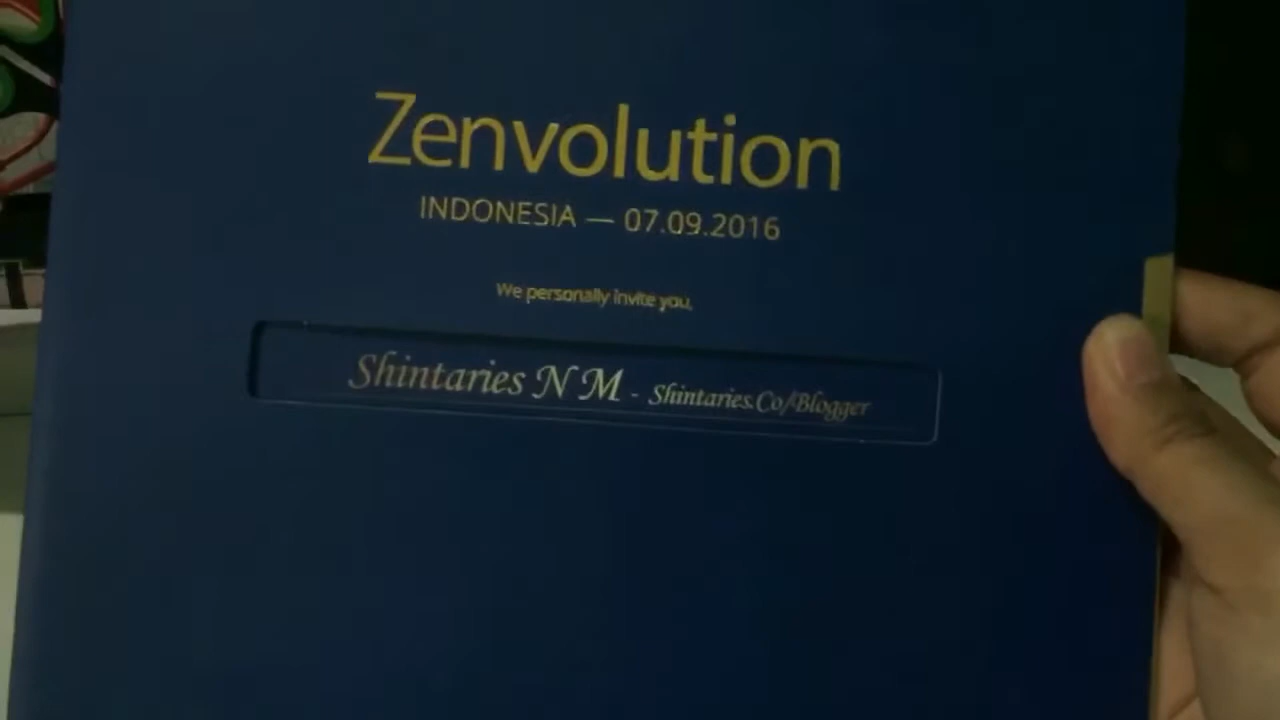 Zenvolution
INDONESIA — 07.09.2016
We personally invite you,
Shintaries N M - Shintaries.Co/Blogger